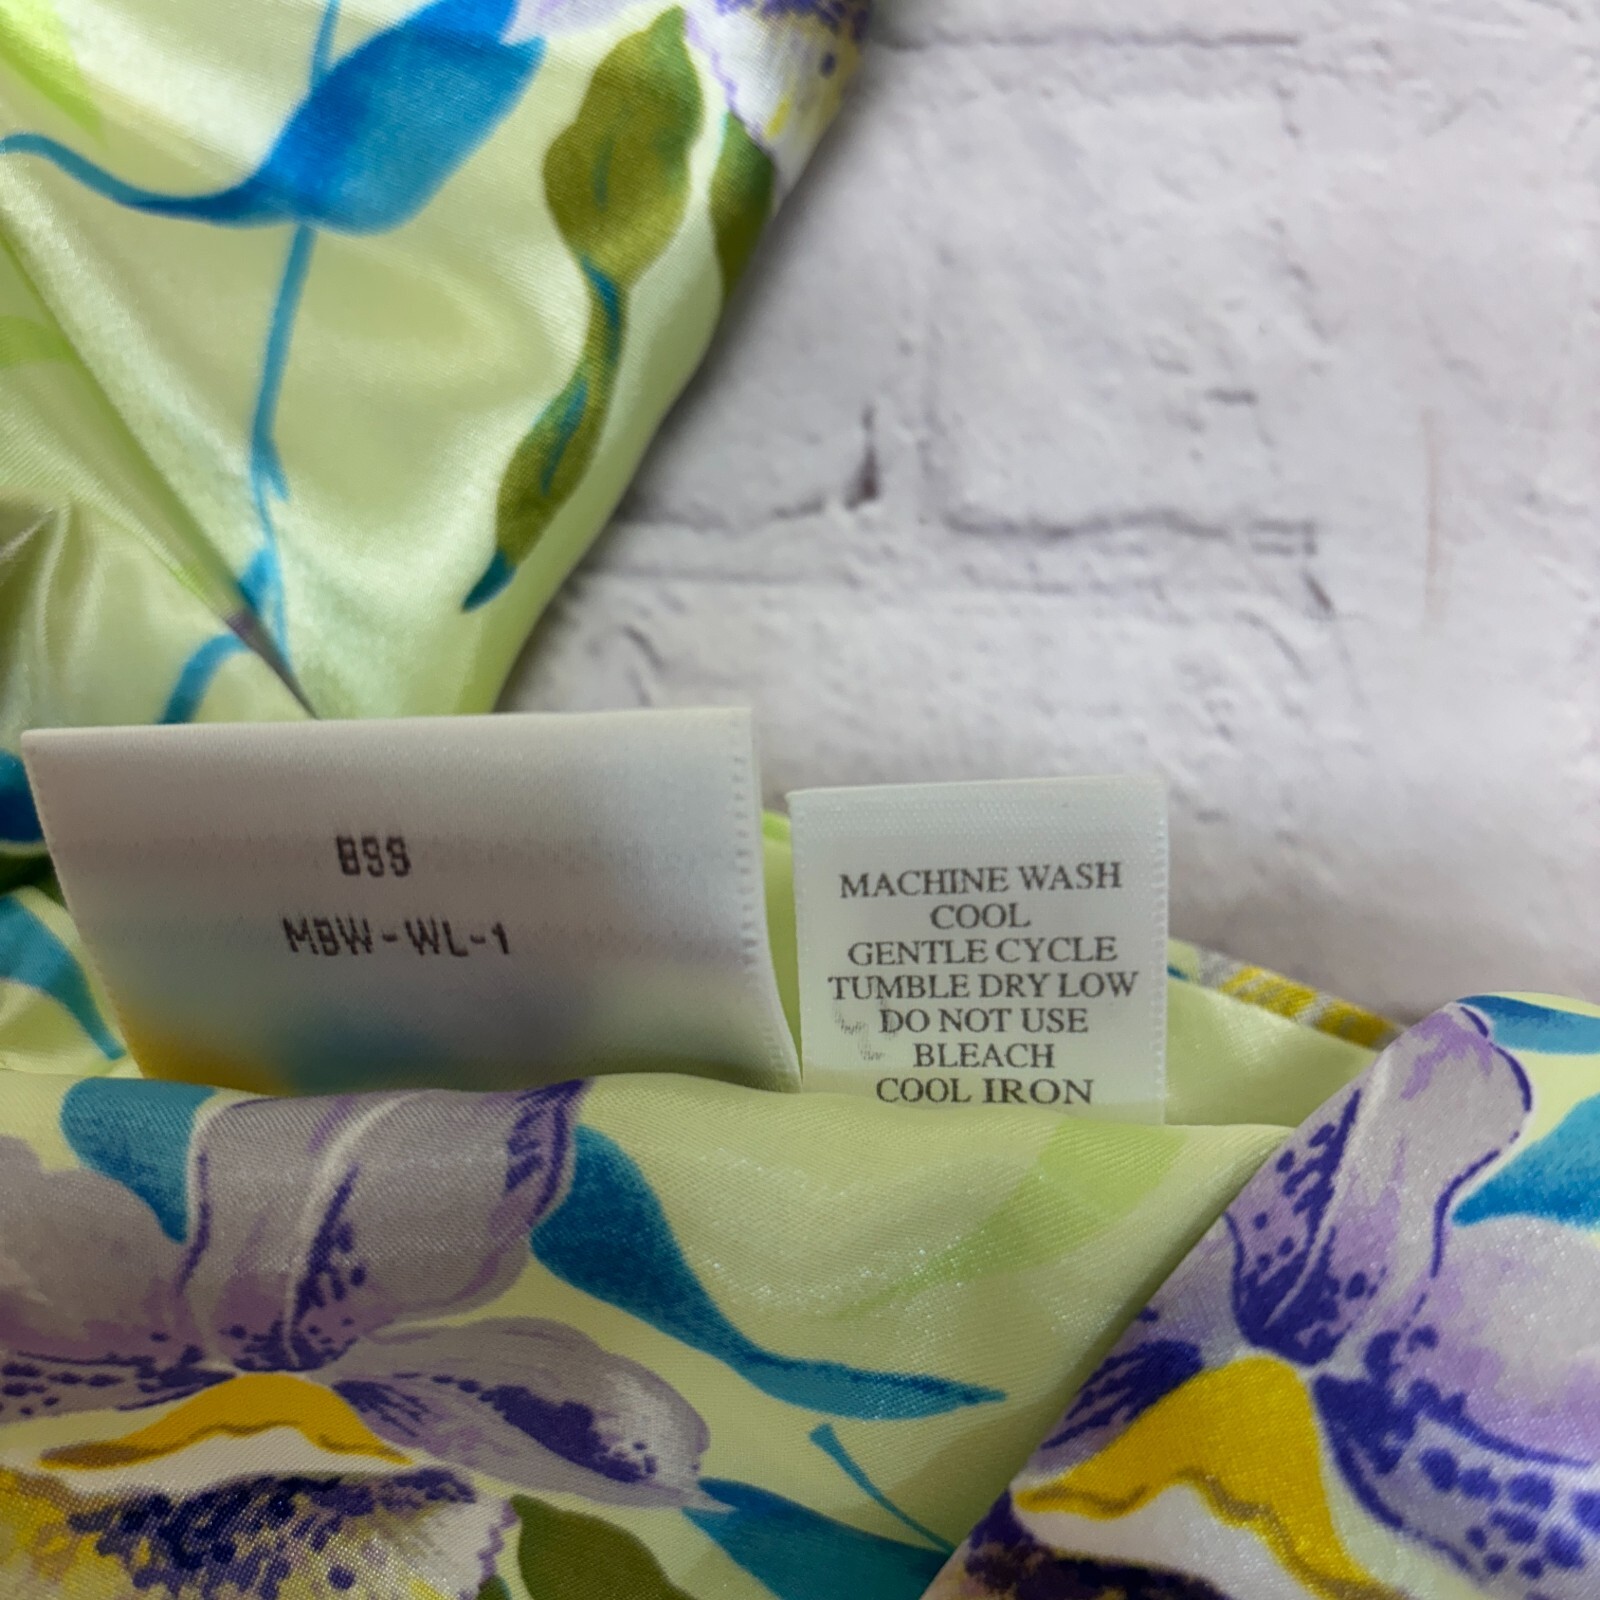 BSS
MBW-WL-1
MACHINE WASH
COOL
GENTLE CYCLE
TUMBLE DRY LOW
DO NOT USE
BLEACH
COOL IRON